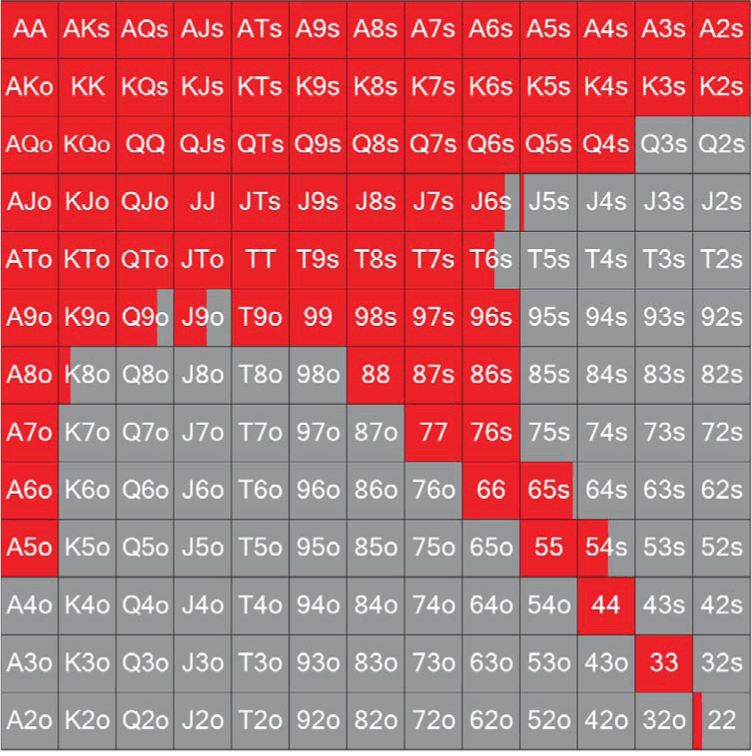 AA AKs AQs AJs ATs A9s A8s A7s A6s A5s A4s A3s A2s
AKo KK KQs KJs KTs K9s K8s K7s K6s K5s K4s K3s K2s
AQo KQo QQ QJs QTs Q9s Q8s Q7s Q6s Q5s Q4s Q3s Q2s
AJo KJo QJo JJ JTs J9s J8s J7s J6s J5s J4s J3s J2s
ATo KTo QTo JTo TT T9s T8s T7s T6s T5s T4s T3s T2s
A9o K9o Q9o J9o T9o 99 98s 97s 96s 95s 94s 93s 92s
A8o K8o Q8o J8o T8o 98o 88 87s 86s 85s 84s 83s 82s
A7o K7o Q7o J7o T7o 97o 87o 77 76s 75s 74s 73s 72s
A6o K6o Q6o J6o T6o 96o 86o 76o 66 65s 64s 63s 62s
A5o K5o Q5o J5o T5o 95o 85o 75o 65o 55 54s 53s 52s
A4o K4o Q4o J4o T4o 94o 84o 74o 64o 54o 44 43s 42s
A3o K3o Q3o J3o T3o 93o 83o 73o 63o 53o 43o 33 32s
A2o K2o Q2o J2o T2o 92o 82o 72o 62o 52o 42o 32o 22